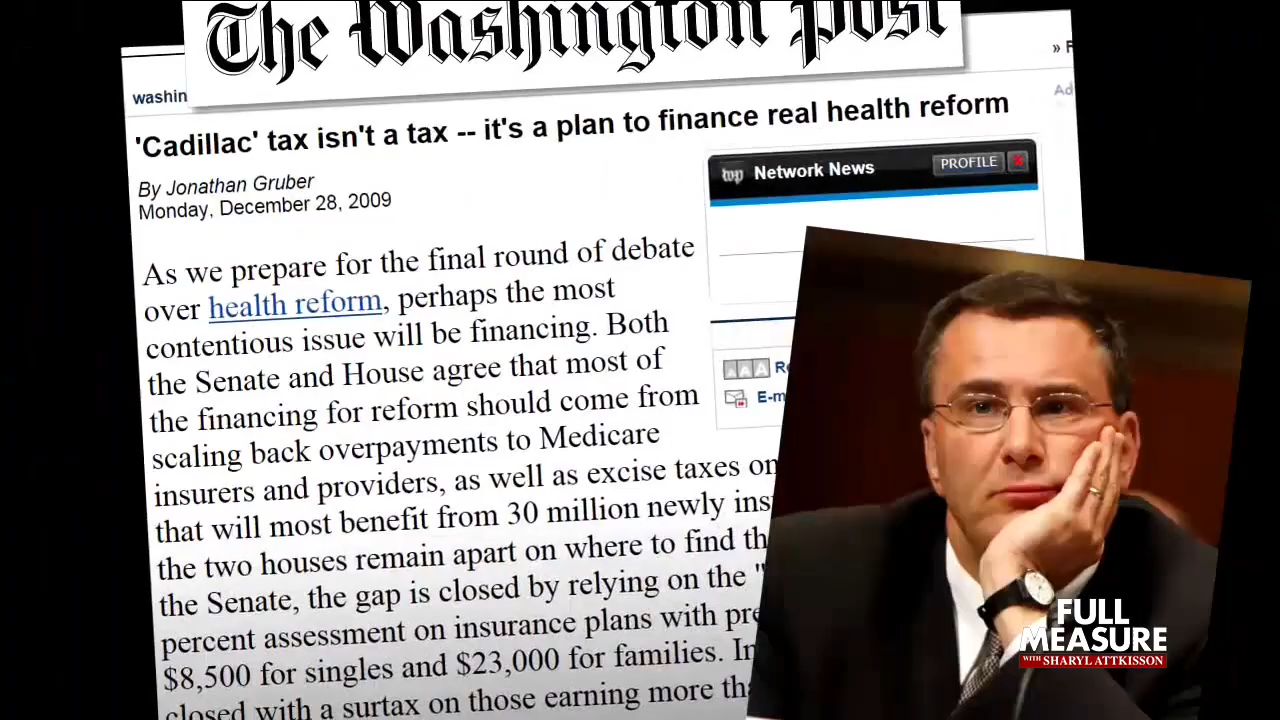 The Washington Post
washin
'Cadillac' tax isn't a tax -- it's a plan to finance real health reform
By Jonathan Gruber
Monday, December 28, 2009
Network News
PROFILE
As we prepare for the final round of debate
over health reform, perhaps the most
contentious issue will be financing. Both
the Senate and House agree that most of
the financing for reform should come from
scaling back overpayments to Medicare
insurers and providers, as well as excise taxes on
that will most benefit from 30 million newly ins
the two houses remain apart on where to find th
the Senate, the gap is closed by relying on the "
percent assessment on insurance plans with pre
$8,500 for singles and $23,000 for families. In
closed with a surtax on those earning more tha
» F
Ad
AAA Re
E-m
FULL
MEASURE
WITH SHARYL ATTKISSON